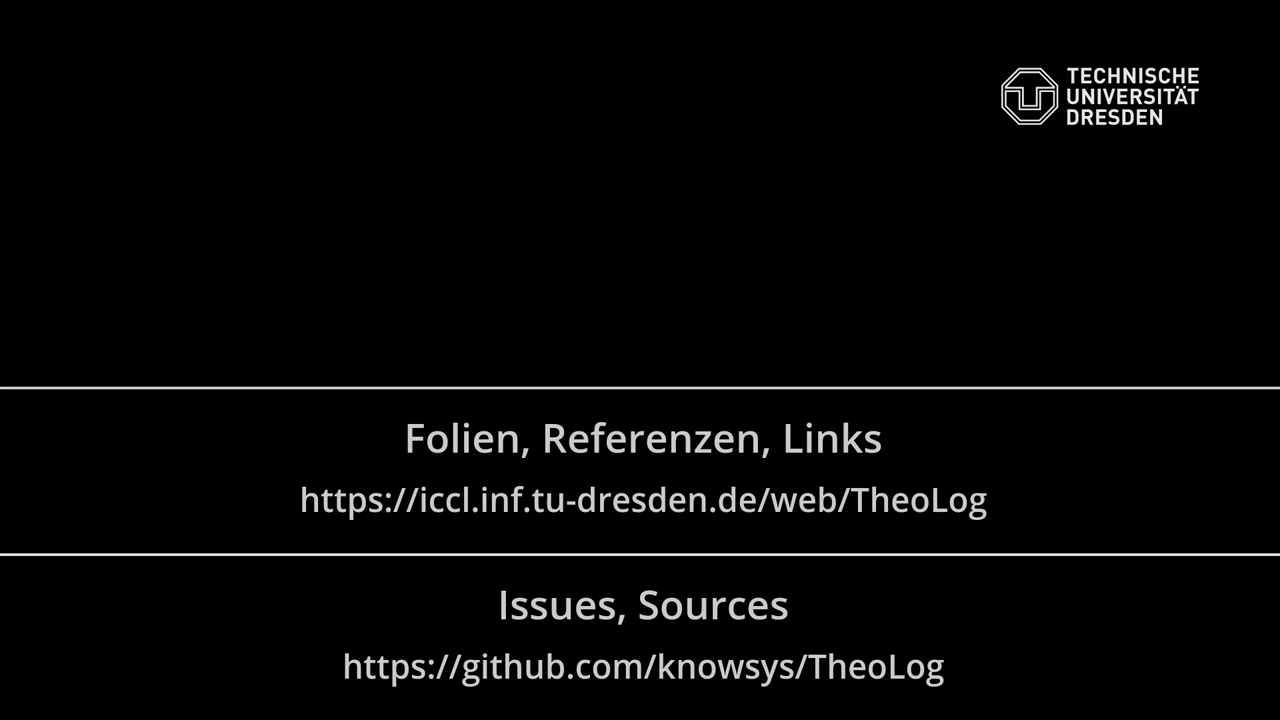 TECHNISCHE
UNIVERSITÄT
DRESDEN
Folien, Referenzen, Links
https://iccl.inf.tu-dresden.de/web/TheoLog
Issues, Sources
https://github.com/knowsys/TheoLog